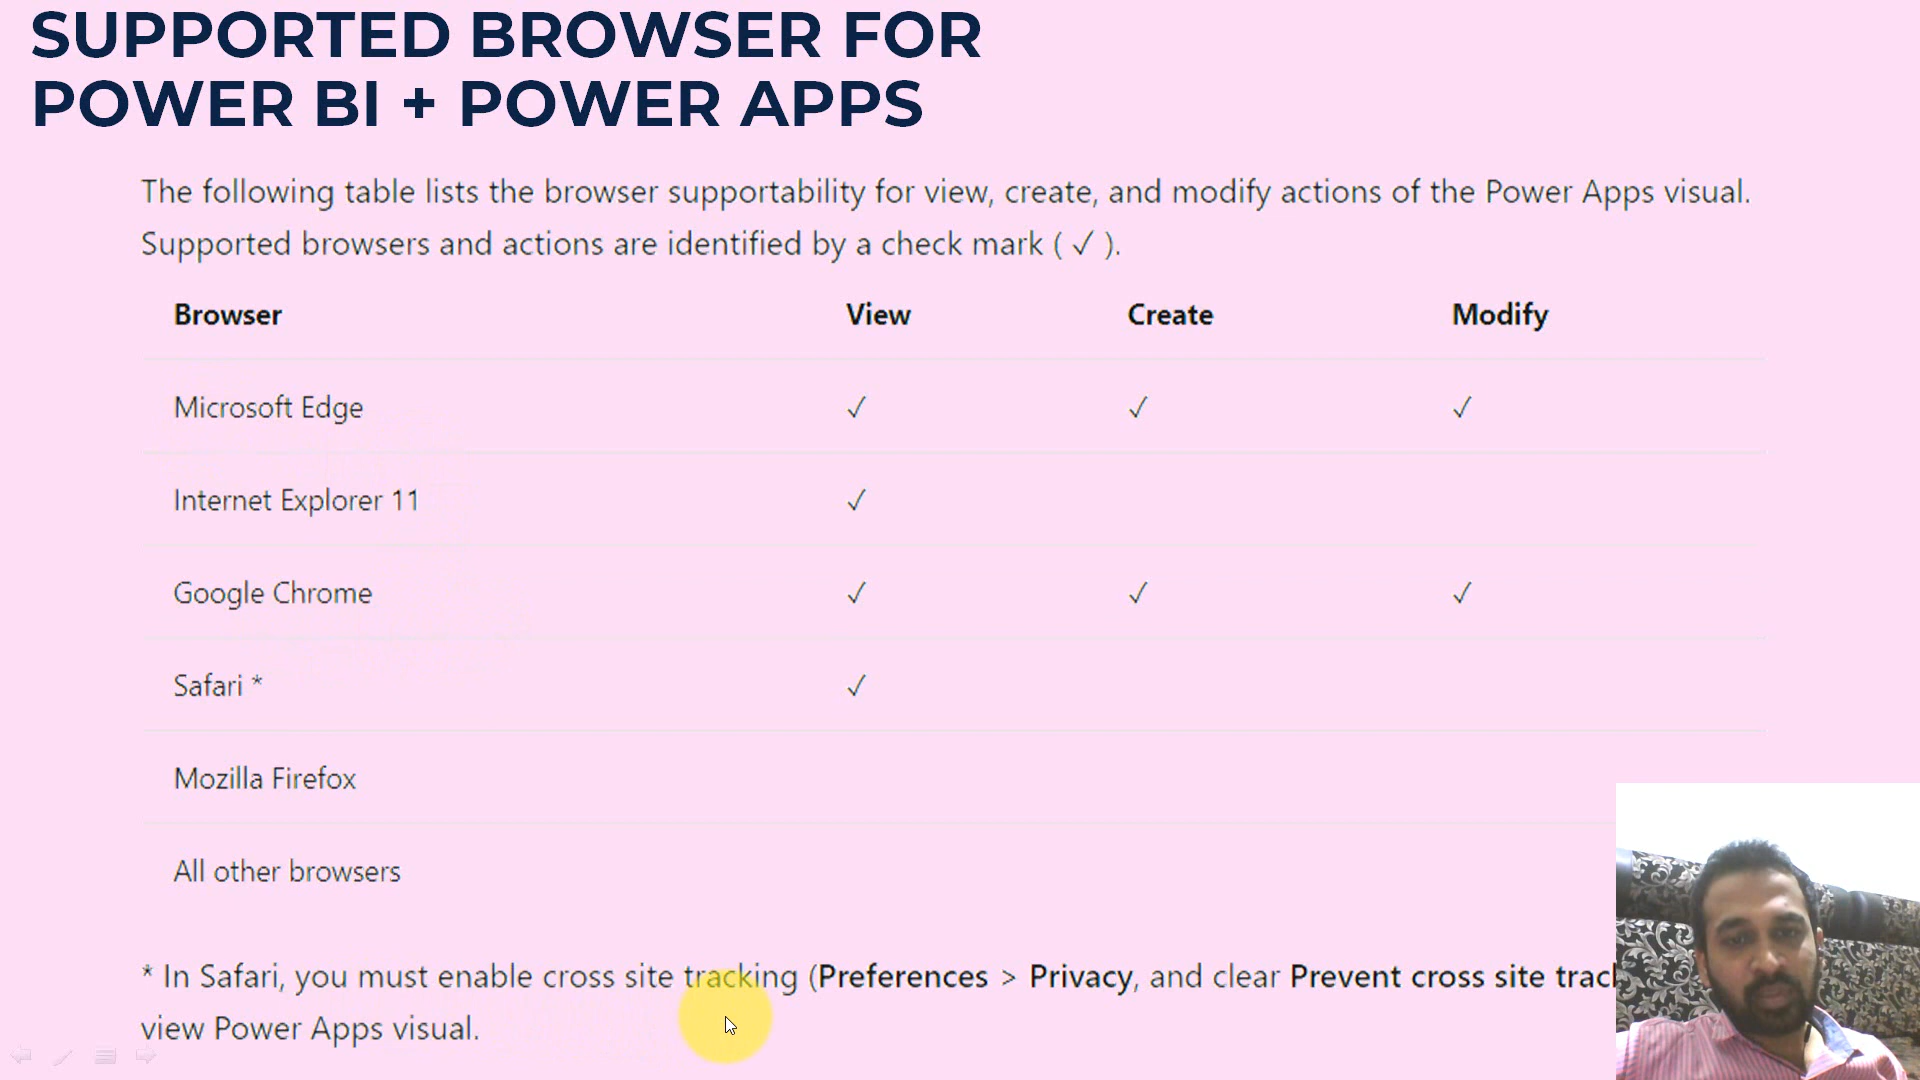 SUPPORTED BROWSER FOR
POWER BI + POWER APPS
The following table lists the browser supportability for view, create, and modify actions of the Power Apps visual.
Supported browsers and actions are identified by a check mark ( ✓ ).
Browser View Create Modify
Microsoft Edge ✓ ✓ ✓
Internet Explorer 11 ✓
Google Chrome ✓ ✓ ✓
Safari * ✓
Mozilla Firefox
All other browsers
* In Safari, you must enable cross site tracking (Preferences > Privacy, and clear Prevent cross site
view Power Apps visual.